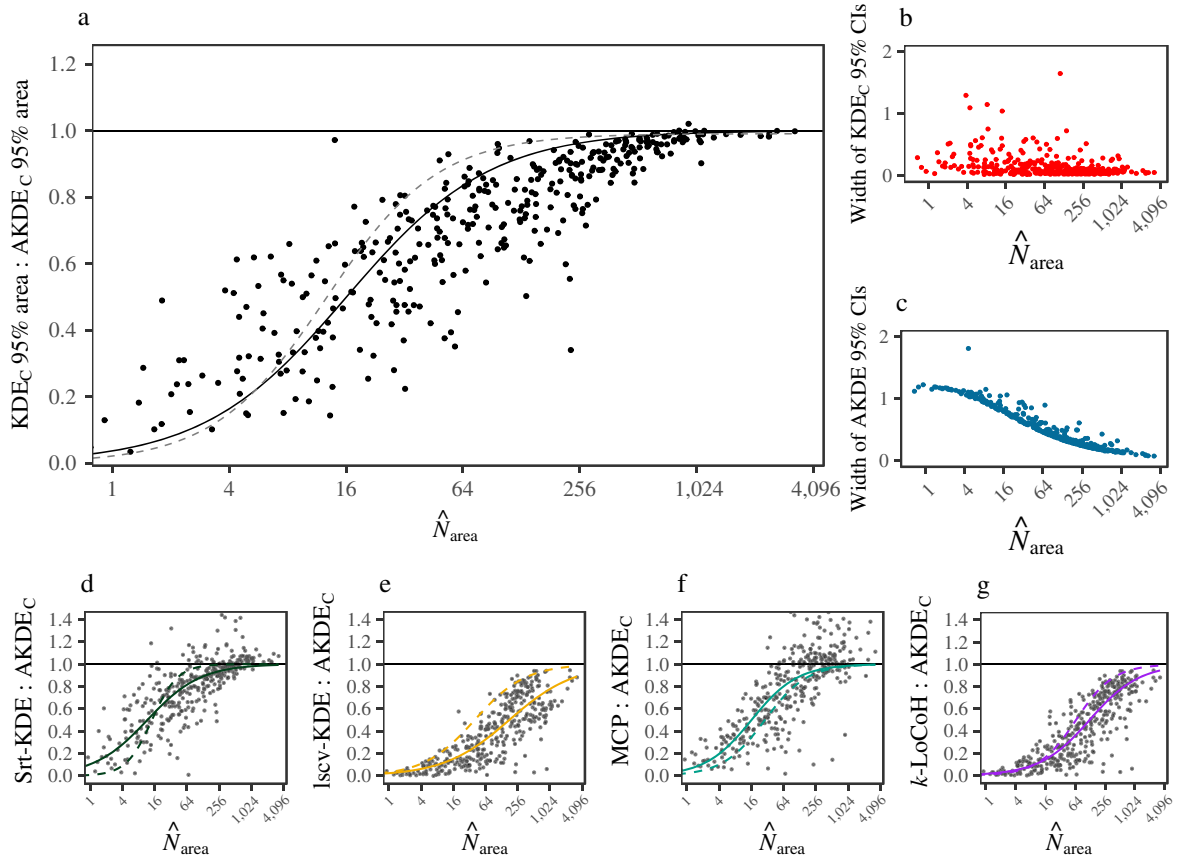 a
KDE_C 95% area : AKDE_C 95% area
1.2
1.0
0.8
0.6
0.4
0.2
0.0
1 4 16 64 256 1,024 4,096
N̂_area
b
Width of KDE_C 95% CIs
2
1
0
1 4 16 64 256 1,024 4,096
N̂_area
c
Width of AKDE 95% CIs
2
1
0
1 4 16 64 256 1,024 4,096
N̂_area
d
Srt-KDE : AKDE_C
1.4
1.2
1.0
0.8
0.6
0.4
0.2
0.0
1 4 16 64 256 1,024 4,096
N̂_area
e
lscv-KDE : AKDE_C
1.4
1.2
1.0
0.8
0.6
0.4
0.2
0.0
1 4 16 64 256 1,024 4,096
N̂_area
f
MCP : AKDE_C
1.4
1.2
1.0
0.8
0.6
0.4
0.2
0.0
1 4 16 64 256 1,024 4,096
N̂_area
g
k-LoCoH : AKDE_C
1.4
1.2
1.0
0.8
0.6
0.4
0.2
0.0
1 4 16 64 256 1,024 4,096
N̂_area